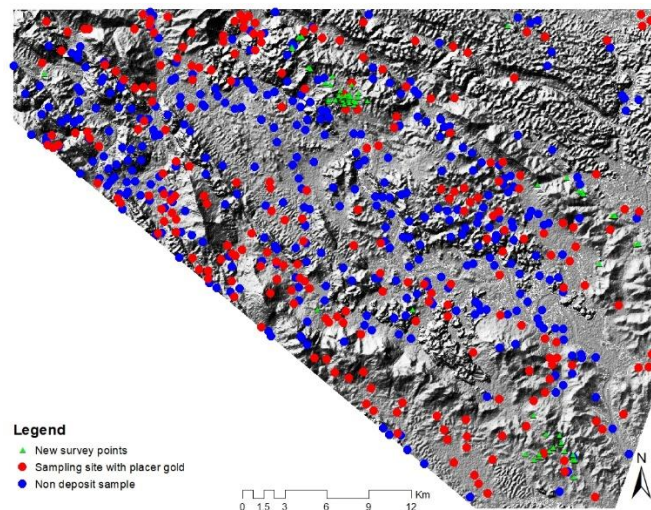 Legend
New survey points
Sampling site with placer gold
Non deposit sample
N
Km
0 1.5 3 6 9 12